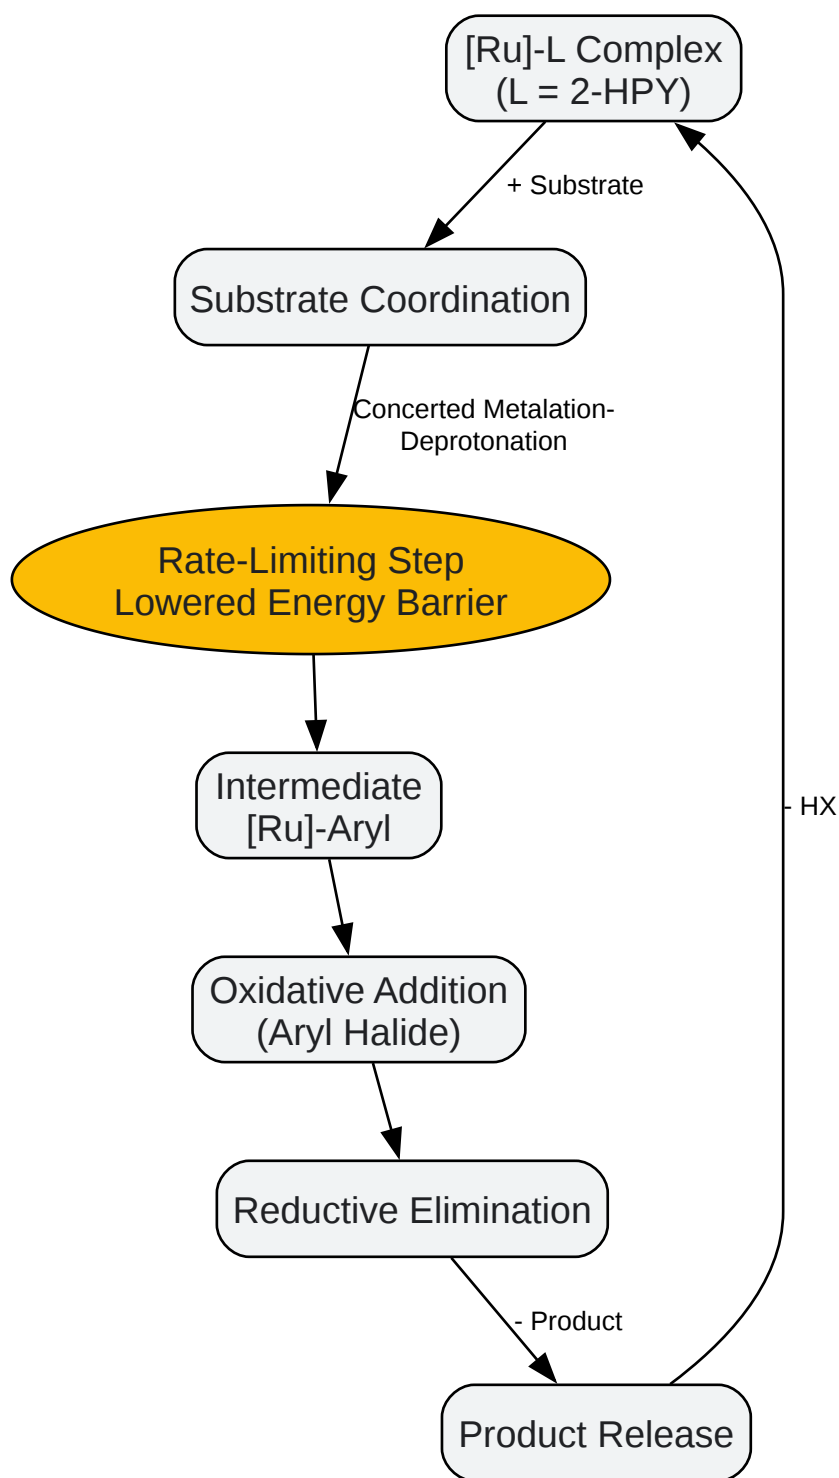 [Ru]-L Complex
(L = 2-HPY)
+ Substrate
Substrate Coordination
Concerted Metalation-
Deprotonation
Rate-Limiting Step
Lowered Energy Barrier
Intermediate
[Ru]-Aryl
- HX
Oxidative Addition
(Aryl Halide)
Reductive Elimination
- Product
Product Release